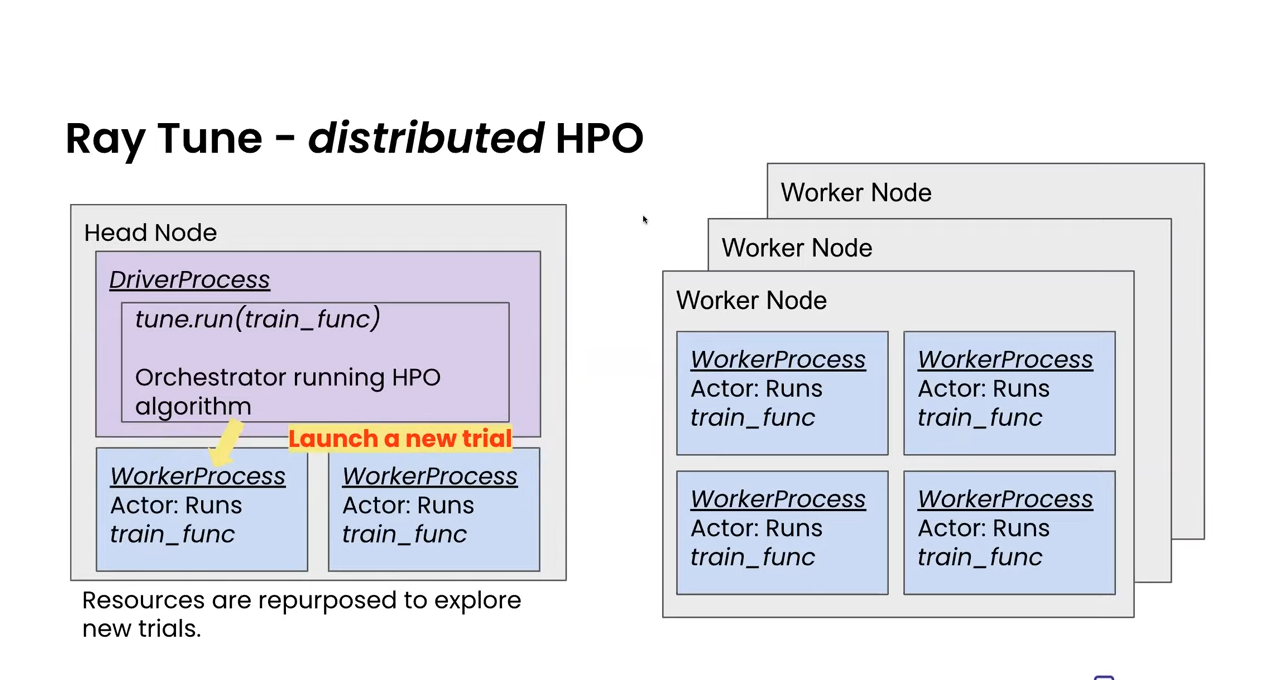 Ray Tune - distributed HPO
Head Node
DriverProcess
tune.run(train_func)
Orchestrator running HPO
algorithm
Launch a new trial
WorkerProcess
Actor: Runs
train_func
WorkerProcess
Actor: Runs
train_func
Resources are repurposed to explore
new trials.
Worker Node
Worker Node
Worker Node
WorkerProcess
Actor: Runs
train_func
WorkerProcess
Actor: Runs
train_func
WorkerProcess
Actor: Runs
train_func
WorkerProcess
Actor: Runs
train_func